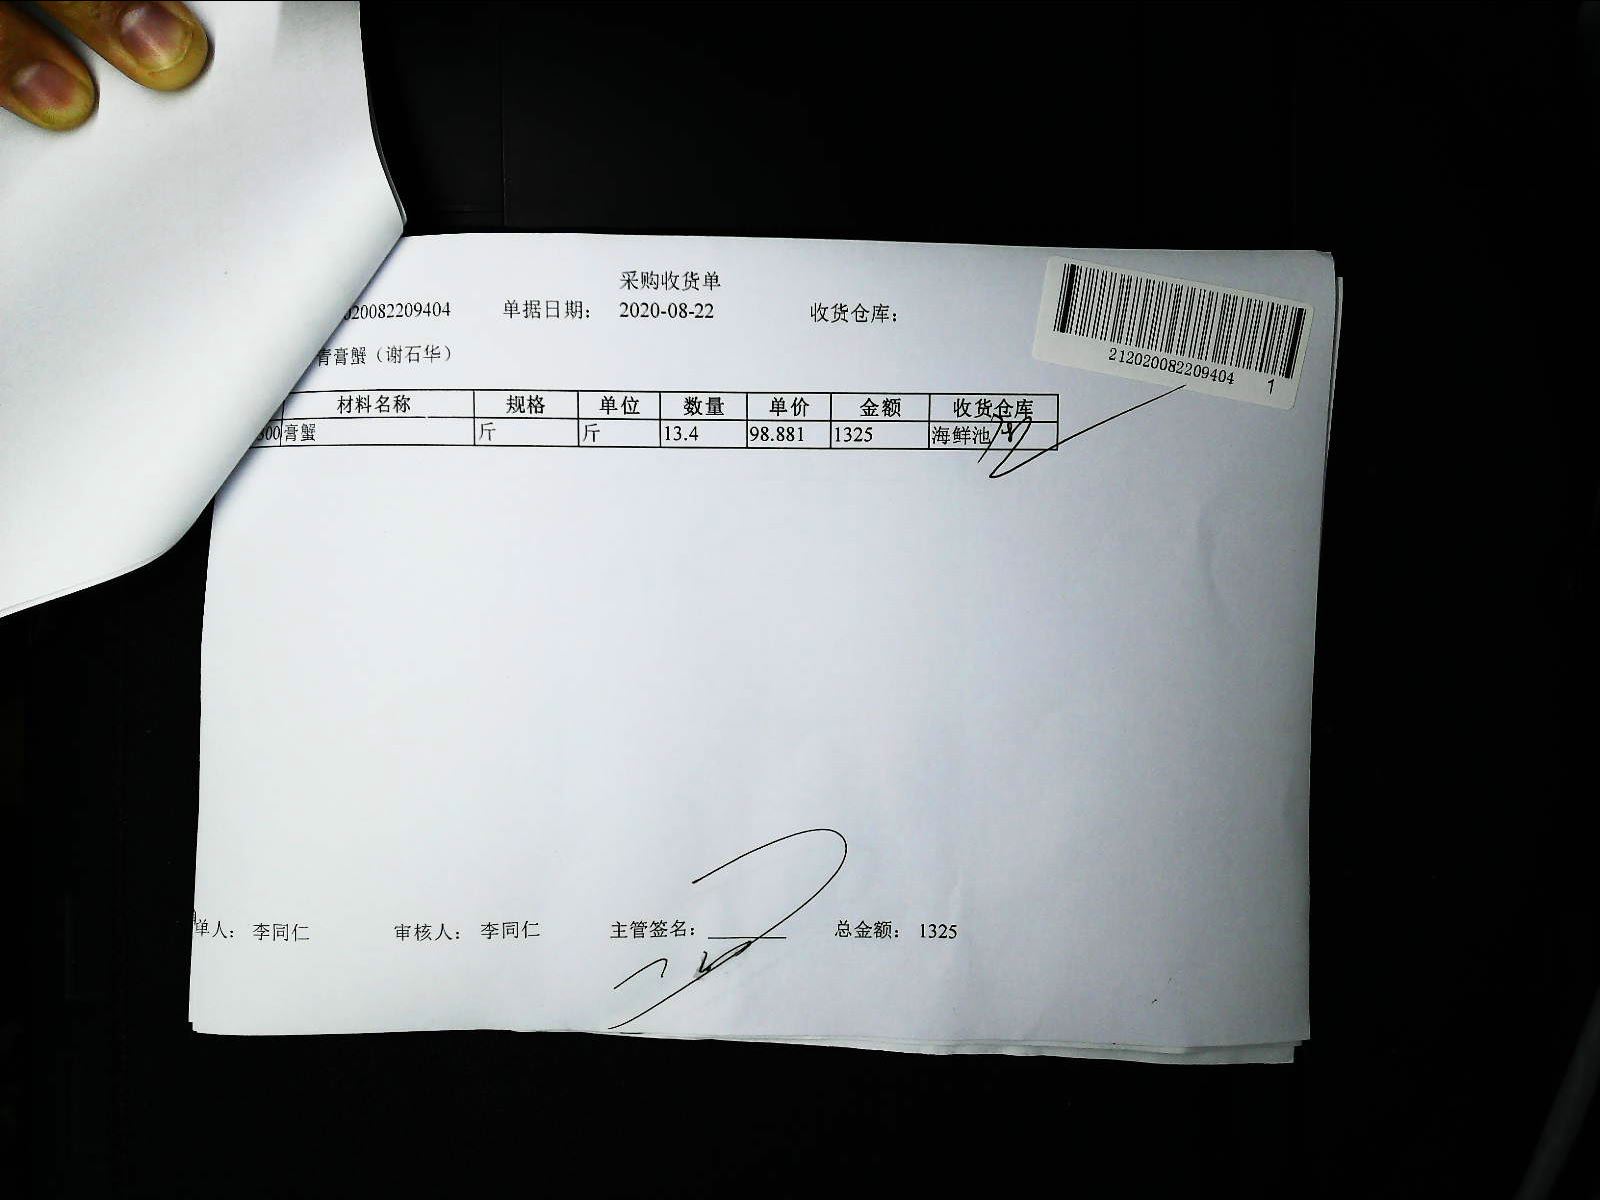 采购收货单
020082209404 单据日期： 2020-08-22 收货仓库：
212020082209404
1
青膏蟹（谢石华）
材料名称 规格 单位 数量 单价 金额 收货仓库
300 膏蟹 斤 斤 13.4 98.881 1325 海鲜池
单人： 李同仁 审核人： 李同仁 主管签名： 总金额： 1325